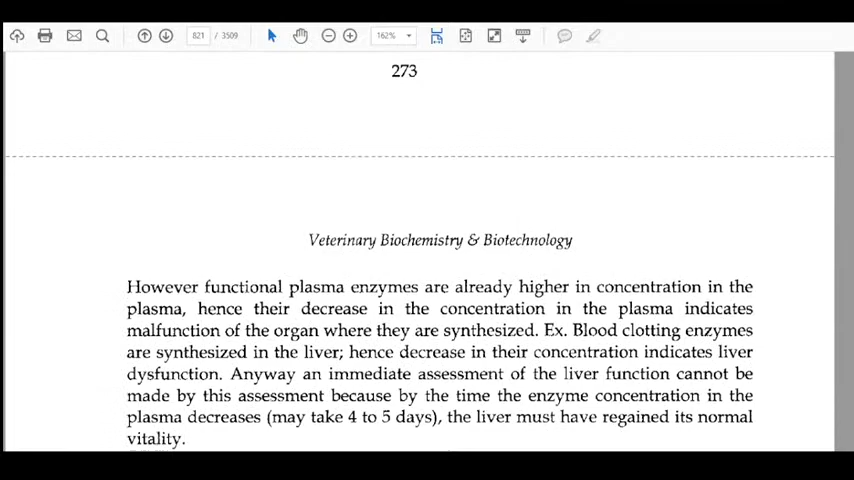 821 / 3509
162%
273
Veterinary Biochemistry & Biotechnology
However functional plasma enzymes are already higher in concentration in the
plasma, hence their decrease in the concentration in the plasma indicates
malfunction of the organ where they are synthesized. Ex. Blood clotting enzymes
are synthesized in the liver; hence decrease in their concentration indicates liver
dysfunction. Anyway an immediate assessment of the liver function cannot be
made by this assessment because by the time the enzyme concentration in the
plasma decreases (may take 4 to 5 days), the liver must have regained its normal
vitality.